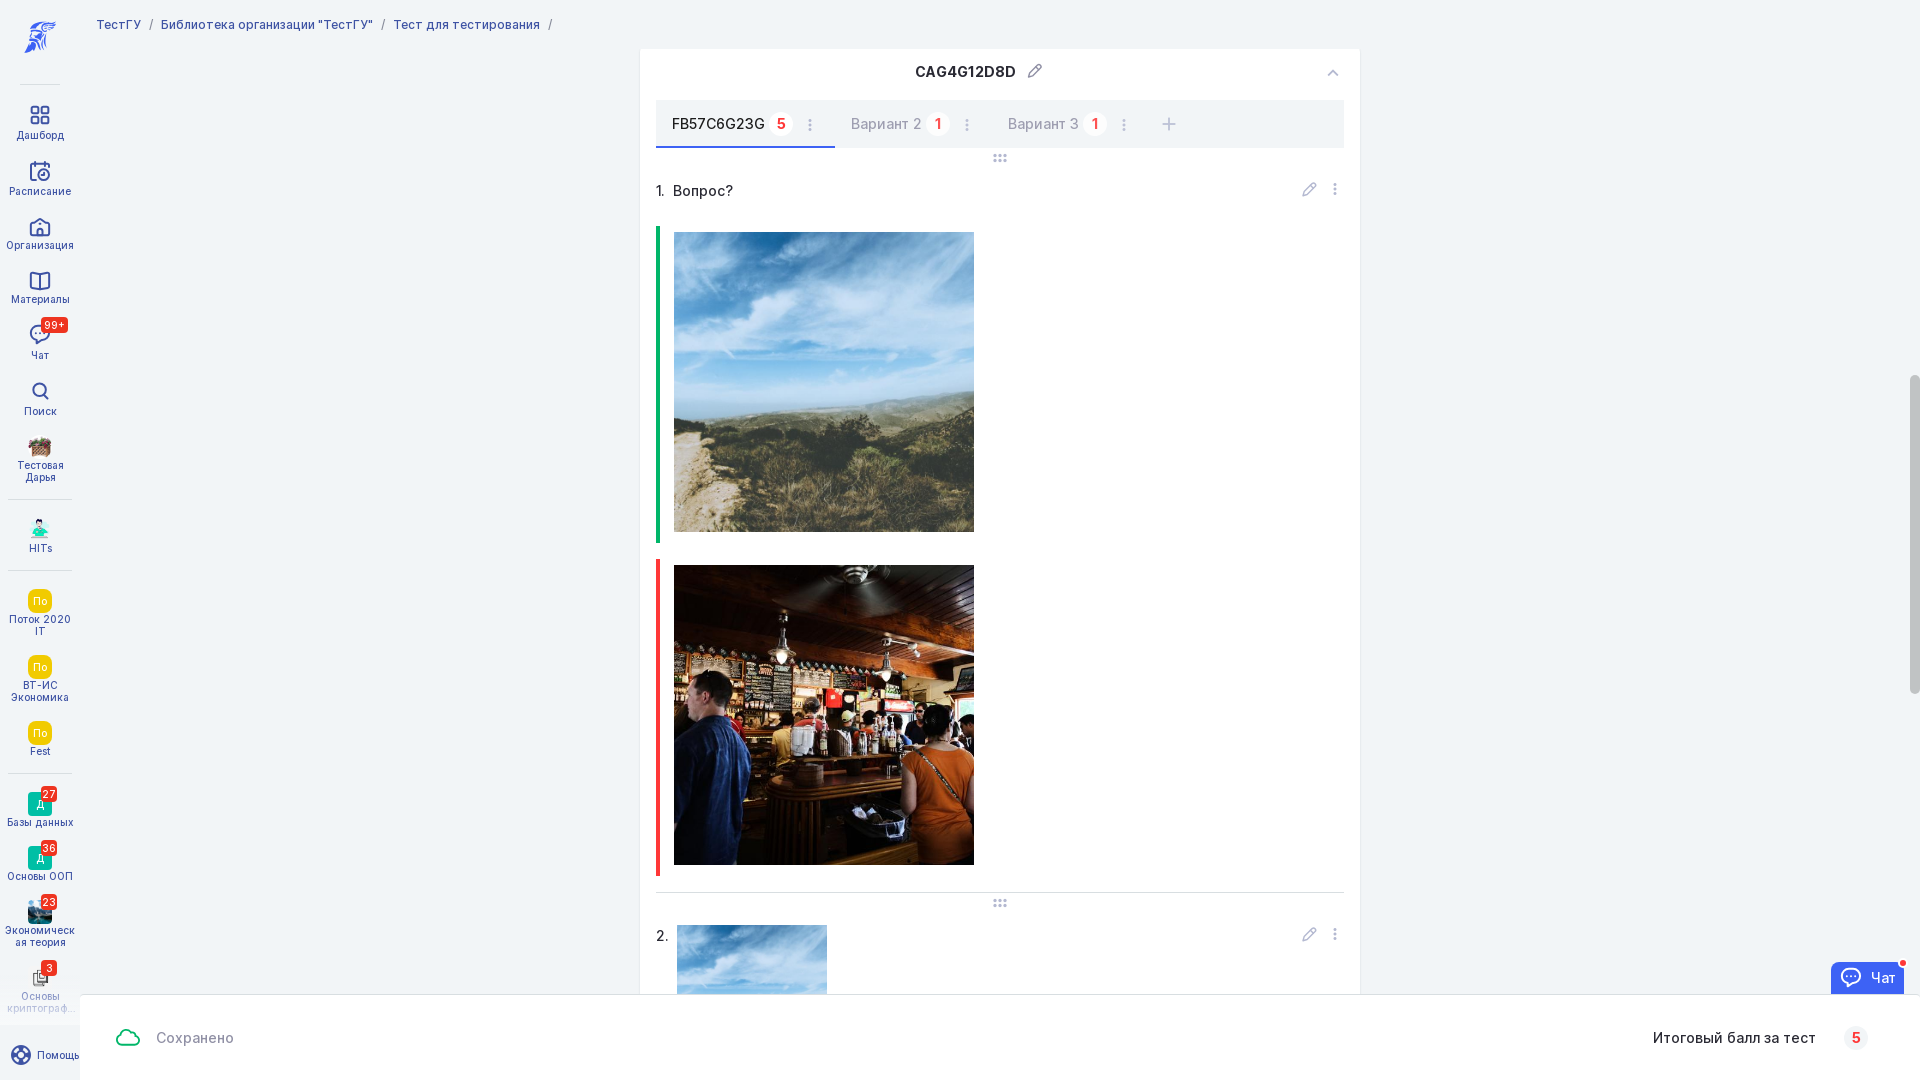 ТестГУ / Библиотека организации "ТестГУ" / Тест для тестирования /
Дашборд
Расписание
Организация
Материалы
99+
Чат
Поиск
Тестовая
Дарья
HITs
По
Поток 2020
IT
По
ВТ-ИС
Экономика
По
Fest
27
Д
Базы данных
36
Д
Основы ООП
23
Экономическ
ая теория
3
Основы
криптограф...
Помощь
CAG4G12D8D
FB57C6G23G 5 Вариант 2 1 Вариант 3 1
1. Вопрос?
2.
Чат
Сохранено
Итоговый балл за тест 5